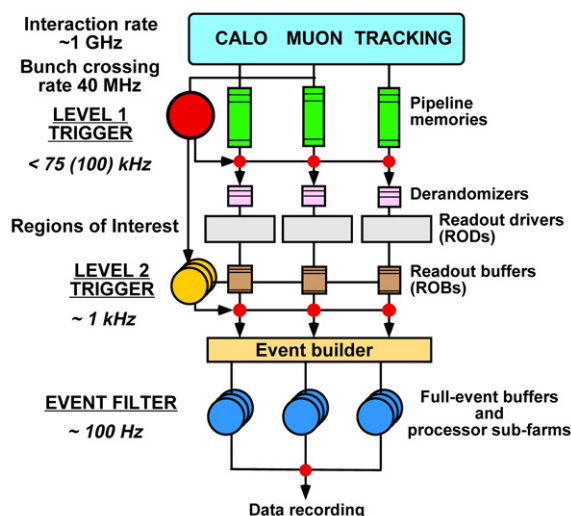 Interaction rate
~1 GHz
CALO MUON TRACKING
Bunch crossing
rate 40 MHz
LEVEL 1
TRIGGER
Pipeline
memories
< 75 (100) kHz
Derandomizers
Regions of Interest
Readout drivers
(RODs)
LEVEL 2
TRIGGER
Readout buffers
(ROBs)
~ 1 kHz
Event builder
EVENT FILTER
~ 100 Hz
Full-event buffers
and
processor sub-farms
Data recording